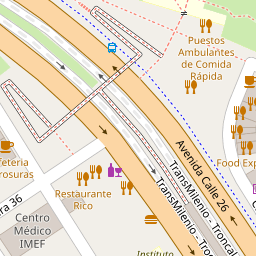 Puestos
Ambulantes
de Comida
Rápida
Avenida Calle 26
Food Exp
TransMilenio - Troncal
TransMilenio - Tronc
feteria
rosuras
Restaurante
Rico
ra 36
Centro
Médico
IMEF
Instituto